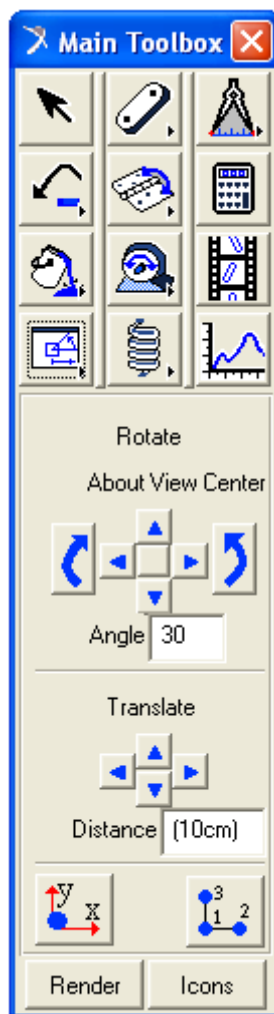 Main Toolbox
Rotate
About View Center
Angle 30
Translate
Distance (10cm)
y
x
3
1 2
Render Icons